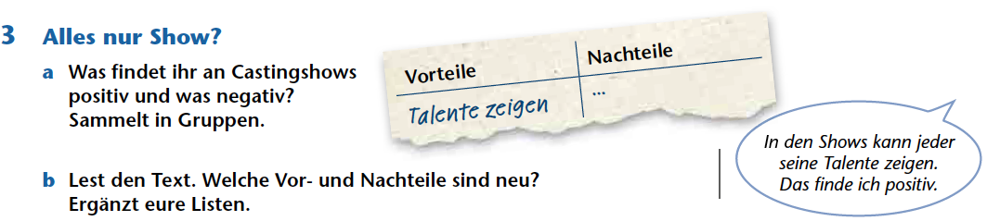 3 Alles nur Show?
a Was findet ihr an Castingshows
positiv und was negativ?
Sammelt in Gruppen.
Vorteile Nachteile
Talente zeigen ...
In den Shows kann jeder
seine Talente zeigen.
Das finde ich positiv.
b Lest den Text. Welche Vor- und Nachteile sind neu?
Ergänzt eure Listen.